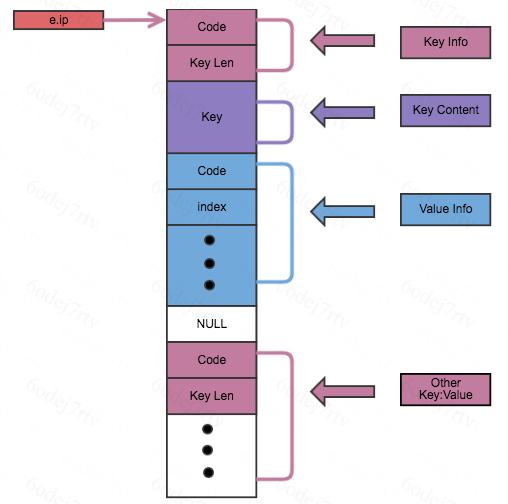 e.ip
Code
Key Info
Key Len
Key Content
Key
Code
Value Info
index
NULL
Code
Other
Key:Value
Key Len